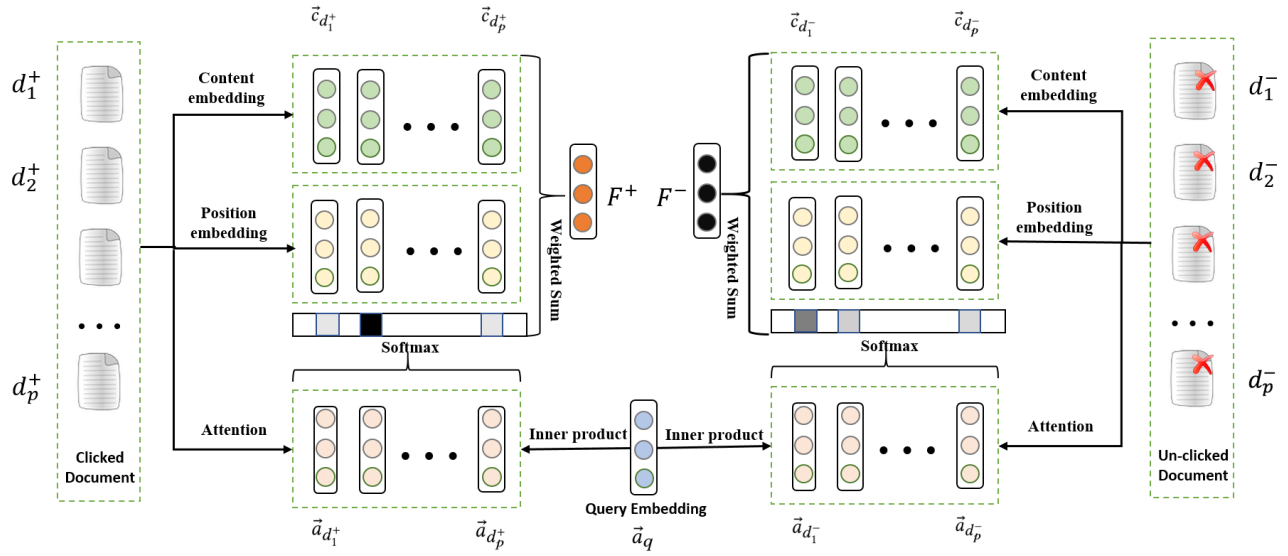 d₁⁺
d₂⁺
• • •
dₚ⁺
Clicked
Document
Content
embedding
Position
embedding
Attention
c⃗_{d₁⁺}
c⃗_{dₚ⁺}
• • •
• • •
Softmax
• • •
a⃗_{d₁⁺}
a⃗_{dₚ⁺}
Weighted Sum
F⁺
F⁻
Weighted Sum
Inner product
Inner product
Query Embedding
a⃗_q
c⃗_{d₁⁻}
c⃗_{dₚ⁻}
• • •
• • •
Softmax
• • •
a⃗_{d₁⁻}
a⃗_{dₚ⁻}
Content
embedding
Position
embedding
Attention
d₁⁻
d₂⁻
• • •
dₚ⁻
Un-clicked
Document